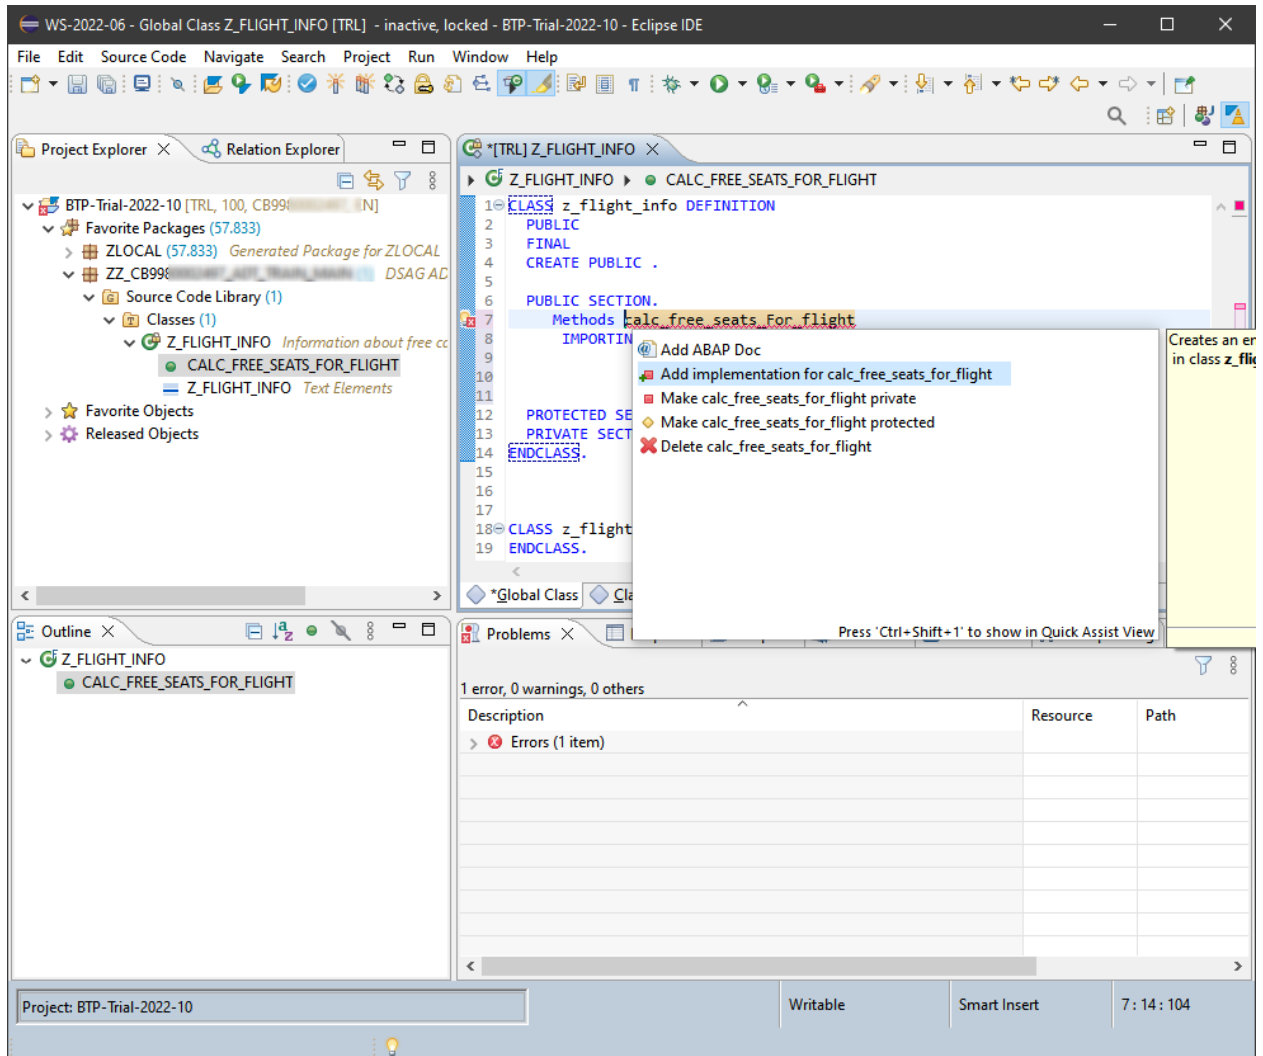 WS-2022-06 - Global Class Z_FLIGHT_INFO [TRL]  - inactive, locked - BTP-Trial-2022-10 - Eclipse IDE
File Edit Source Code Navigate Search Project Run Window Help
Project Explorer
Relation Explorer
BTP-Trial-2022-10 [TRL, 100, CB99
Favorite Packages (57.833)
ZLOCAL (57.833) Generated Package for ZLOCAL
ZZ_CB998 DSAG AD
Source Code Library (1)
Classes (1)
Z_FLIGHT_INFO Information about free
CALC_FREE_SEATS_FOR_FLIGHT
Z_FLIGHT_INFO Text Elements
Favorite Objects
Released Objects
*[TRL] Z_FLIGHT_INFO
Z_FLIGHT_INFO CALC_FREE_SEATS_FOR_FLIGHT
1 CLASS z_flight_info DEFINITION
2 PUBLIC
3 FINAL
4 CREATE PUBLIC .
5
6 PUBLIC SECTION.
7 Methods calc_free_seats_For_flight
8 IMPORTIN
9
10
11
12 PROTECTED SE
13 PRIVATE SECT
14 ENDCLASS.
15
16
17
18 CLASS z_flight
19 ENDCLASS.
Add ABAP Doc
Add implementation for calc_free_seats_for_flight
Make calc_free_seats_for_flight private
Make calc_free_seats_for_flight protected
Delete calc_free_seats_for_flight
Press 'Ctrl+Shift+1' to show in Quick Assist View
Creates an en
in class z_flig
*Global Class
Cla
Outline
Z_FLIGHT_INFO
CALC_FREE_SEATS_FOR_FLIGHT
Problems
1 error, 0 warnings, 0 others
Description Resource Path
Errors (1 item)
Project: BTP-Trial-2022-10
Writable
Smart Insert
7 : 14 : 104